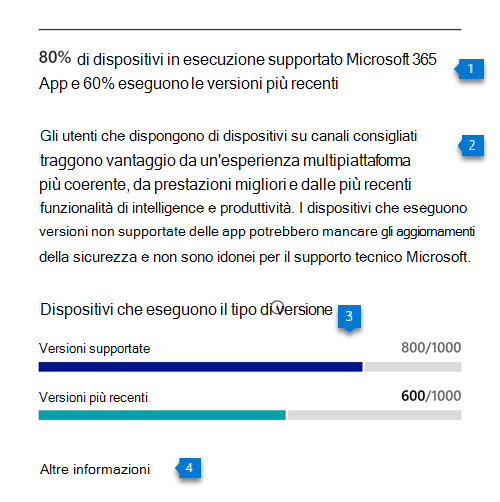 80% di dispositivi in esecuzione supportato Microsoft 365
App e 60% eseguono le versioni più recenti
1
Gli utenti che dispongono di dispositivi su canali consigliati
traggono vantaggio da un'esperienza multipiattaforma
più coerente, da prestazioni migliori e dalle più recenti
funzionalità di intelligence e produttività. I dispositivi che eseguono
versioni non supportate delle app potrebbero mancare gli aggiornamenti
della sicurezza e non sono idonei per il supporto tecnico Microsoft.
2
Dispositivi che eseguono il tipo di versione
3
Versioni supportate 800/1000
Versioni più recenti 600/1000
Altre informazioni 4